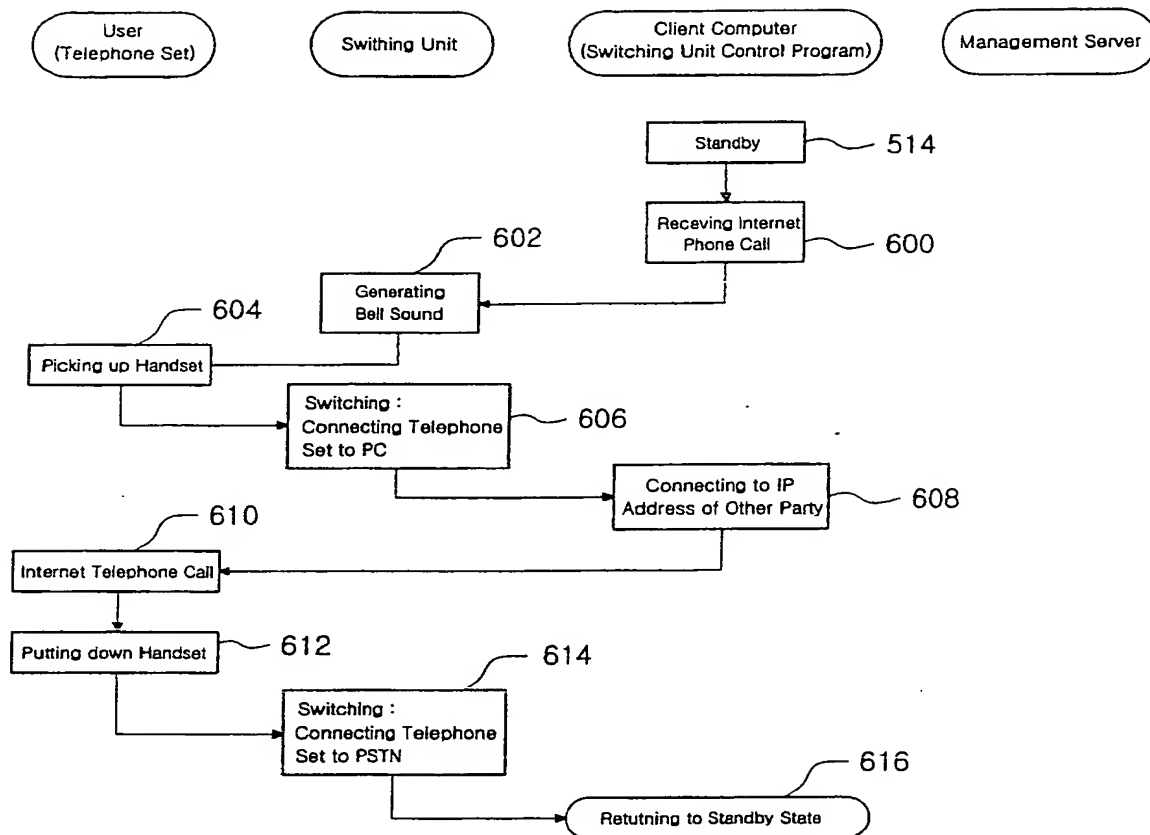 User
(Telephone Set)
Swithing Unit
Client Computer
(Switching Unit Control Program)
Management Server
Standby
514
Receving Internet
Phone Call
600
602
Generating
Bell Sound
604
Picking up Handset
Switching :
Connecting Telephone
Set to PC
606
Connecting to IP
Address of Other Party
608
610
Internet Telephone Call
Putting down Handset
612
614
Switching :
Connecting Telephone
Set to PSTN
616
Retutning to Standby State